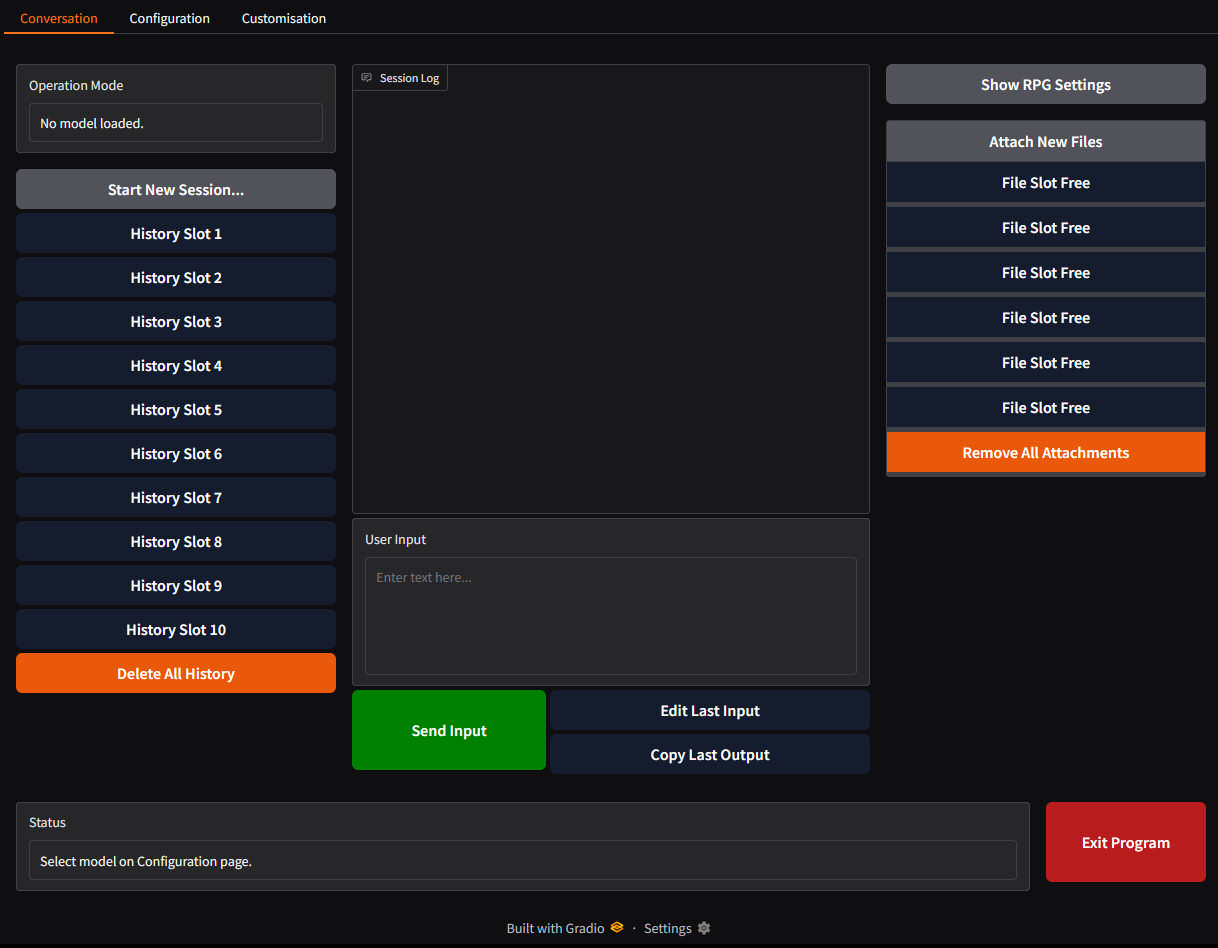 Conversation
Configuration
Customisation
Operation Mode
No model loaded.
Start New Session...
History Slot 1
History Slot 2
History Slot 3
History Slot 4
History Slot 5
History Slot 6
History Slot 7
History Slot 8
History Slot 9
History Slot 10
Delete All History
Session Log
User Input
Enter text here...
Send Input
Edit Last Input
Copy Last Output
Show RPG Settings
Attach New Files
File Slot Free
File Slot Free
File Slot Free
File Slot Free
File Slot Free
File Slot Free
Remove All Attachments
Status
Select model on Configuration page.
Exit Program
Built with Gradio · Settings